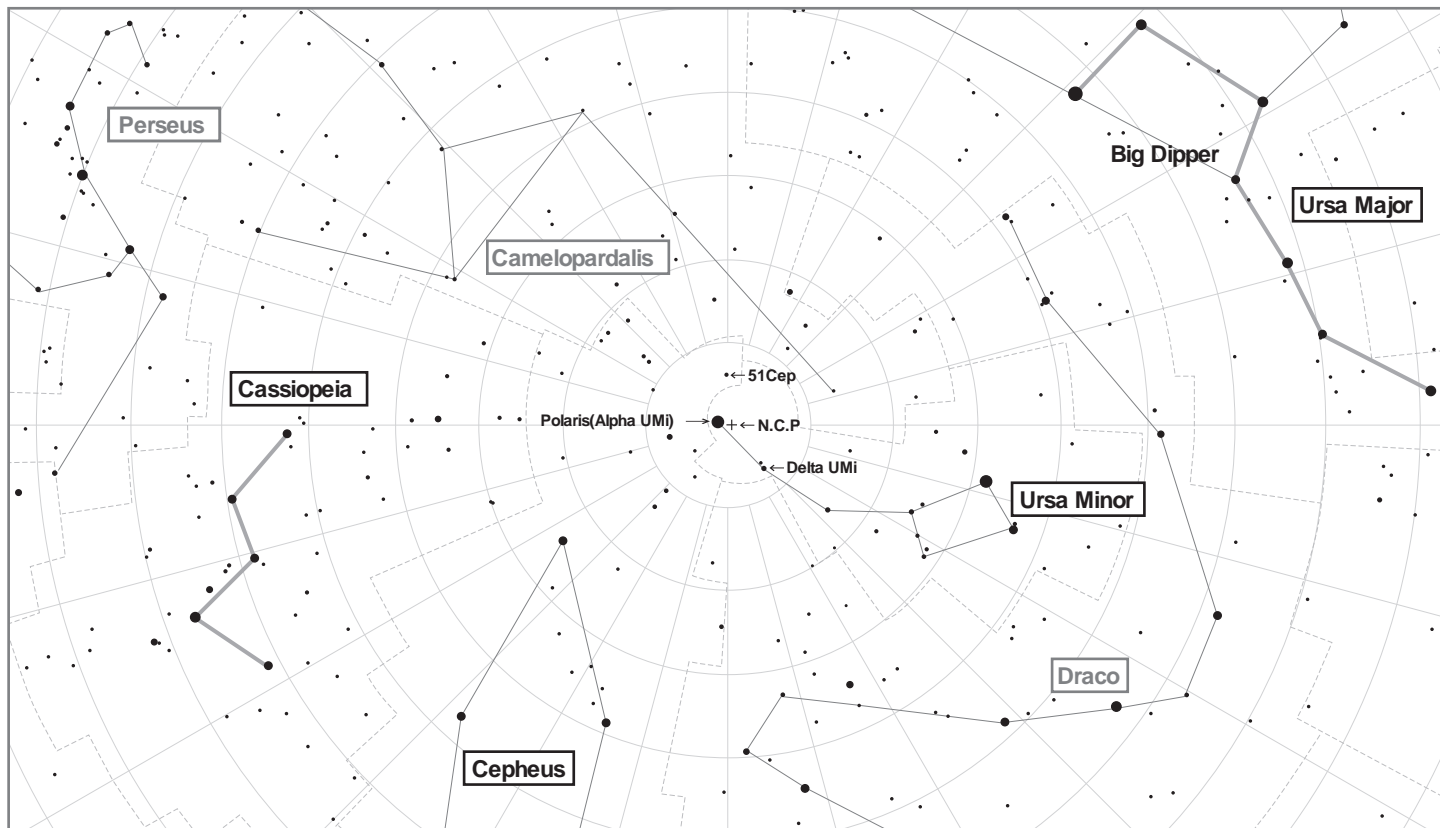 Perseus
Big Dipper
Ursa Major
Camelopardalis
51Cep
Cassiopeia
Polaris(Alpha UMi)
N.C.P
Delta UMi
Ursa Minor
Draco
Cepheus